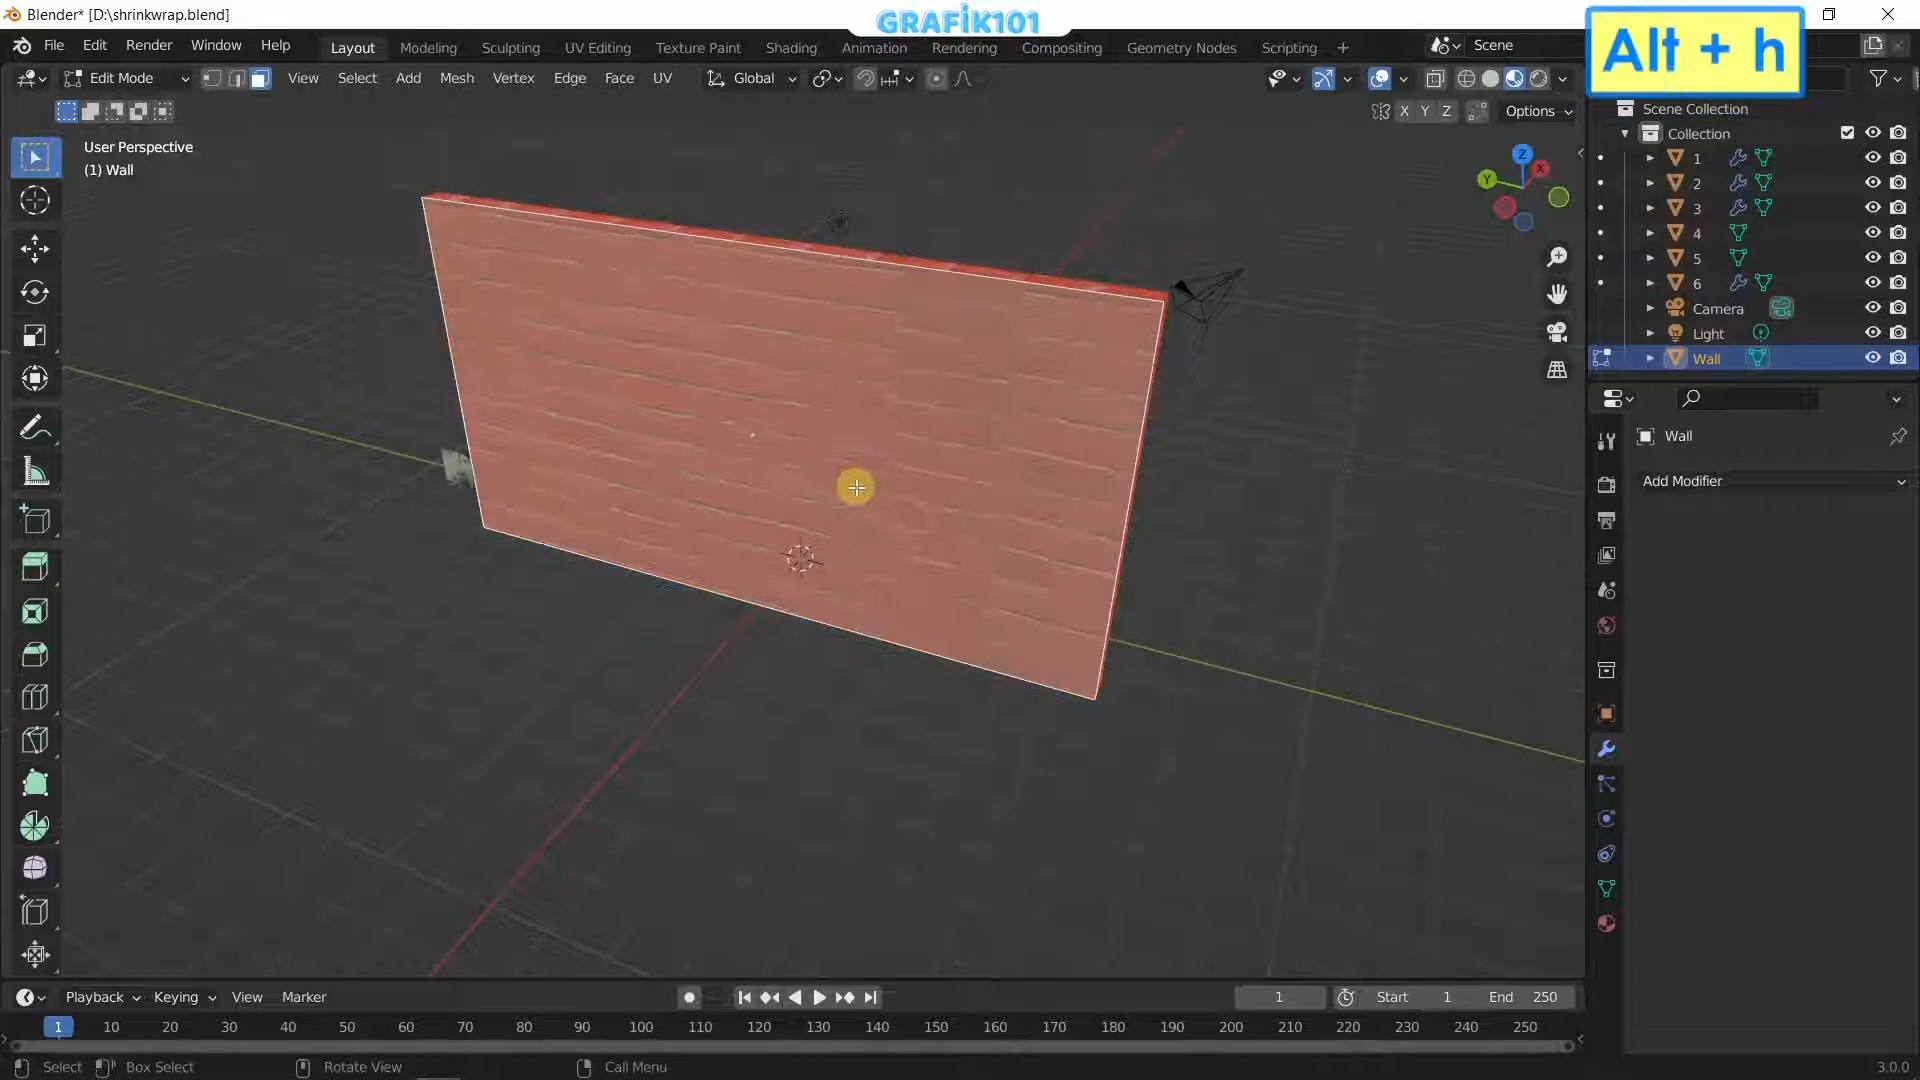 Blender* [D:\shrinkwrap.blend]
GRAFİK101
Alt + h
File Edit Render Window Help
Layout Modeling Sculpting UV Editing Texture Paint Shading Animation Rendering Compositing Geometry Nodes Scripting +
Scene
Edit Mode View Select Add Mesh Vertex Edge Face UV Global
X Y Z Options
User Perspective
(1) Wall
Z
X
Y
Scene Collection
Collection
1
2
3
4
5
6
Camera
Light
Wall
Wall
Add Modifier
Playback Keying View Marker 1 Start 1 End 250
1 10 20 30 40 50 60 70 80 90 100 110 120 130 140 150 160 170 180 190 200 210 220 230 240 250
Select Box Select Rotate View Call Menu 3.0.0